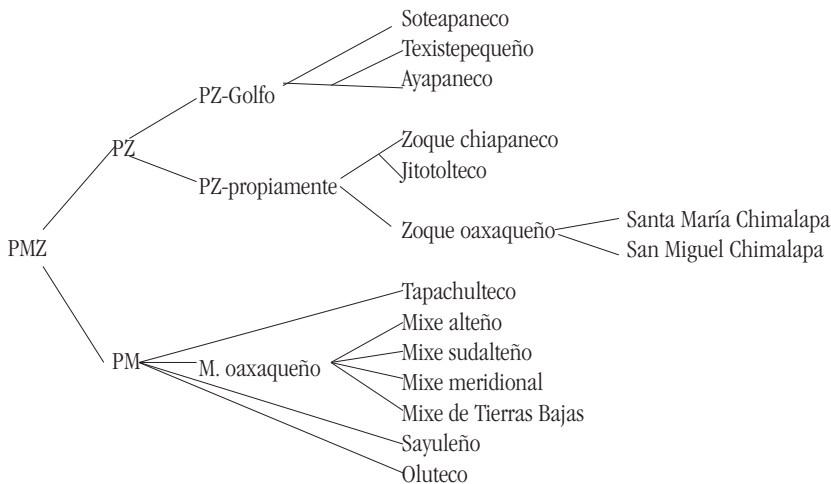 Soteapaneco
Texistepequeño
Ayapaneco
PZ-Golfo
PZ
Zoque chiapaneco
Jitotolteco
PZ-propiamente
Zoque oaxaqueño
Santa María Chimalapa
San Miguel Chimalapa
PMZ
Tapachulteco
Mixe alteño
PM
M. oaxaqueño
Mixe sudalteño
Mixe meridional
Mixe de Tierras Bajas
Sayuleño
Oluteco